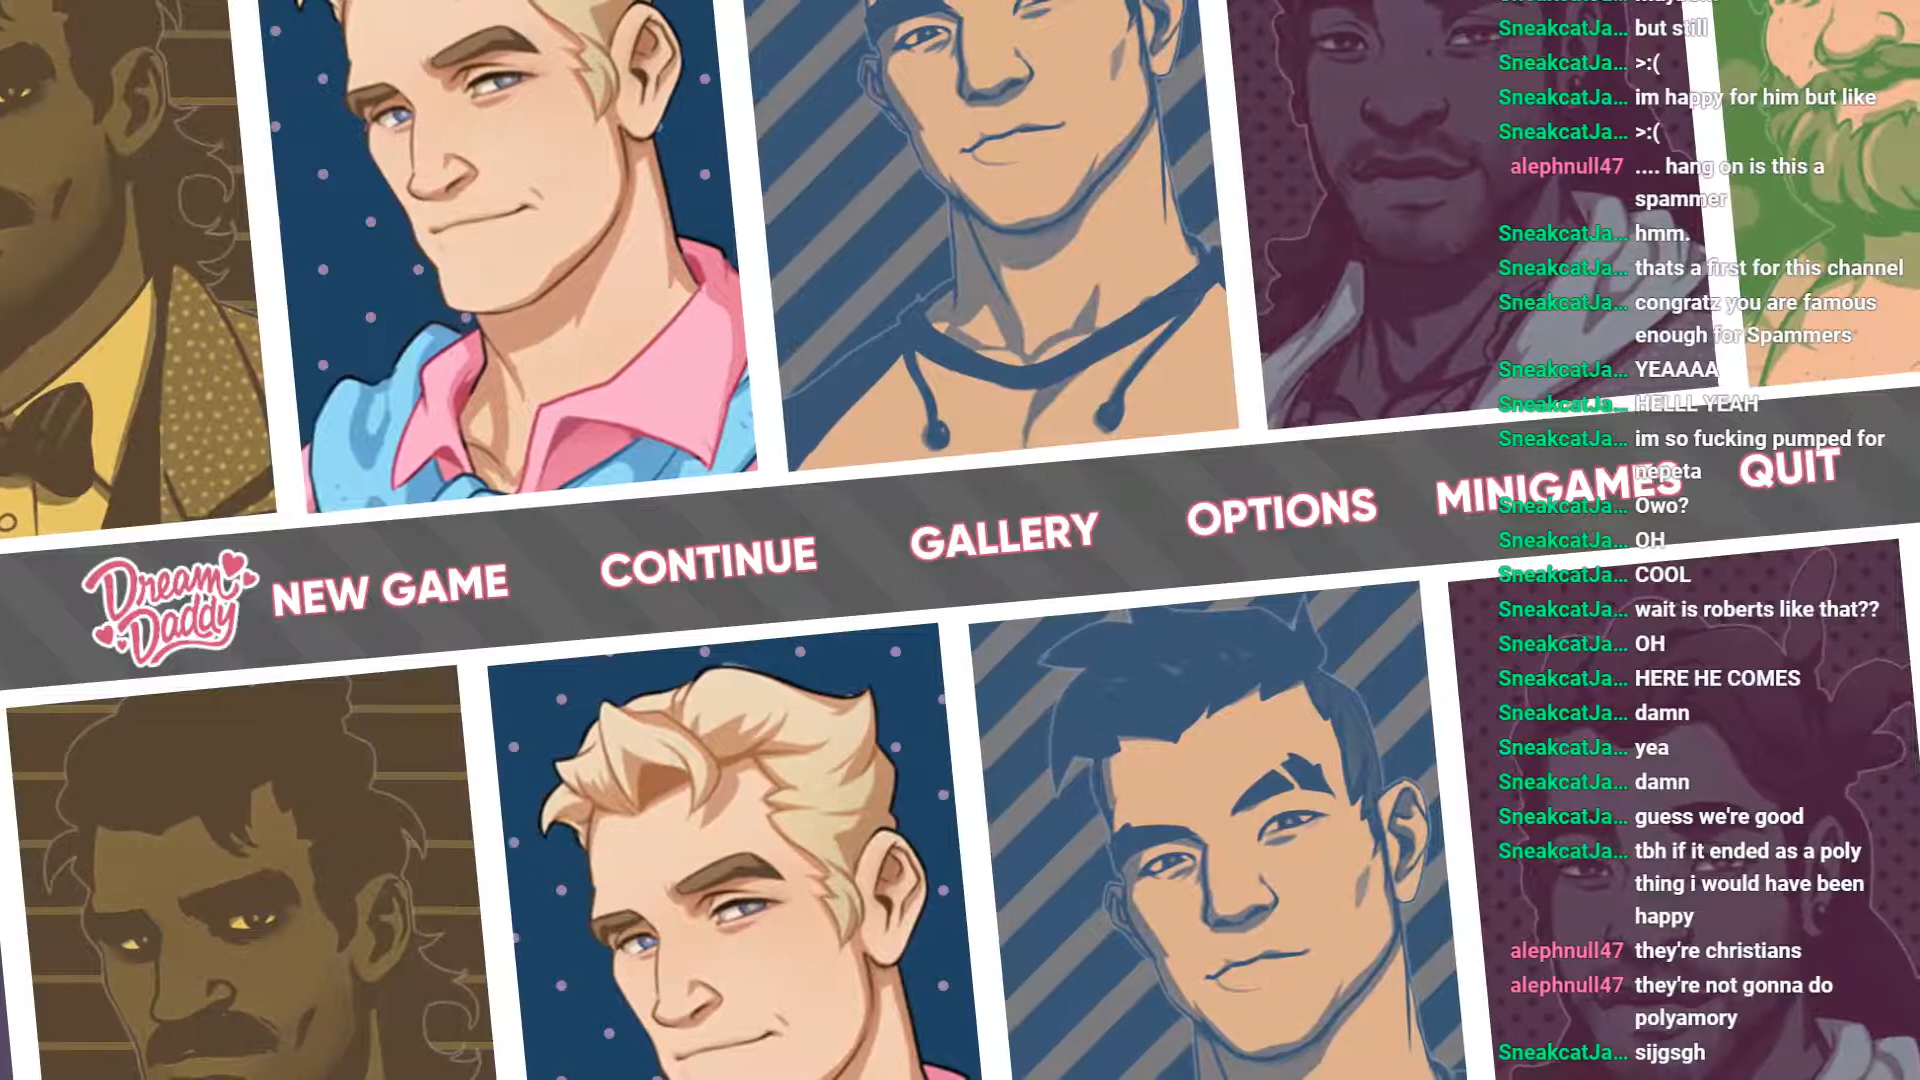 Dream
Daddy
NEW GAME
CONTINUE
GALLERY
OPTIONS
MINIGAMES
QUIT
SneakcatJa... but still
SneakcatJa... >:(
SneakcatJa... im happy for him but like
SneakcatJa... >:(
alephnull47 .... hang on is this a
spammer
SneakcatJa... hmm.
SneakcatJa... thats a first for this channel
SneakcatJa... congratz you are famous
enough for Spammers
SneakcatJa... YEAAAA
SneakcatJa... HELLL YEAH
SneakcatJa... im so fucking pumped for
nepeta
SneakcatJa... Owo?
SneakcatJa... OH
SneakcatJa... COOL
SneakcatJa... wait is roberts like that??
SneakcatJa... OH
SneakcatJa... HERE HE COMES
SneakcatJa... damn
SneakcatJa... yea
SneakcatJa... damn
SneakcatJa... guess we're good
SneakcatJa... tbh if it ended as a poly
thing i would have been
happy
alephnull47 they're christians
alephnull47 they're not gonna do
polyamory
SneakcatJa... sijgsgh